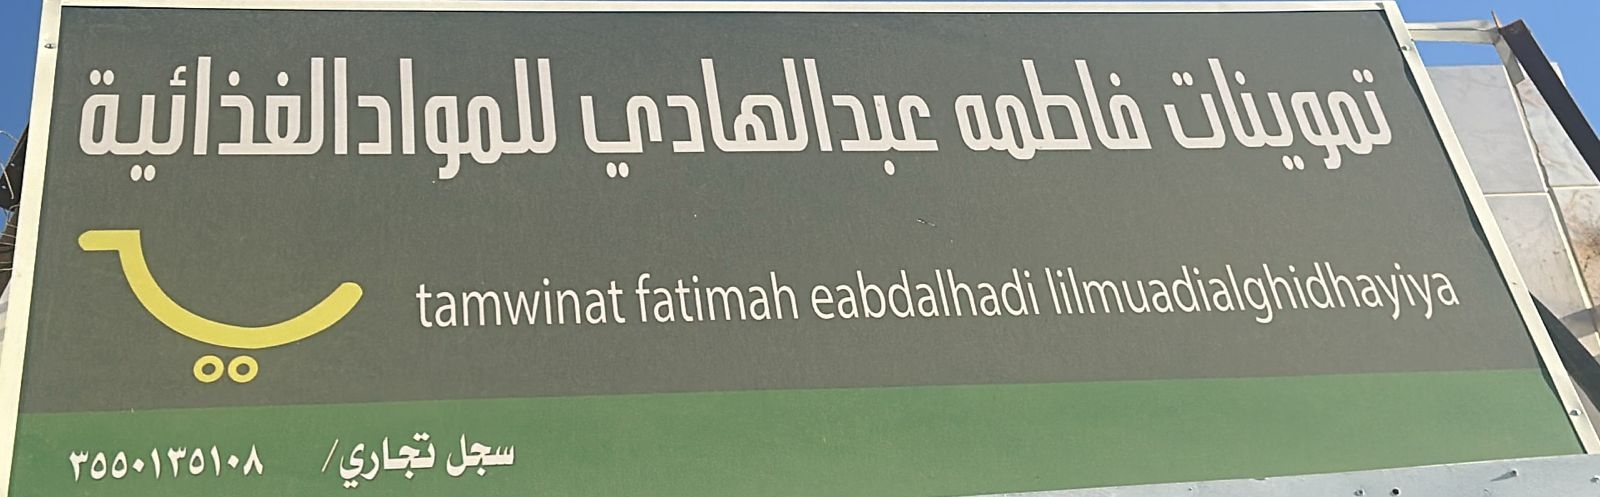 تموينات فاطمه عبدالهادي للموادالغذائية
tamwinat fatimah eabdalhadi lilmuadialghidhayiya
سجل تجاري/ ٣٥٥٠١٣٥١٠٨